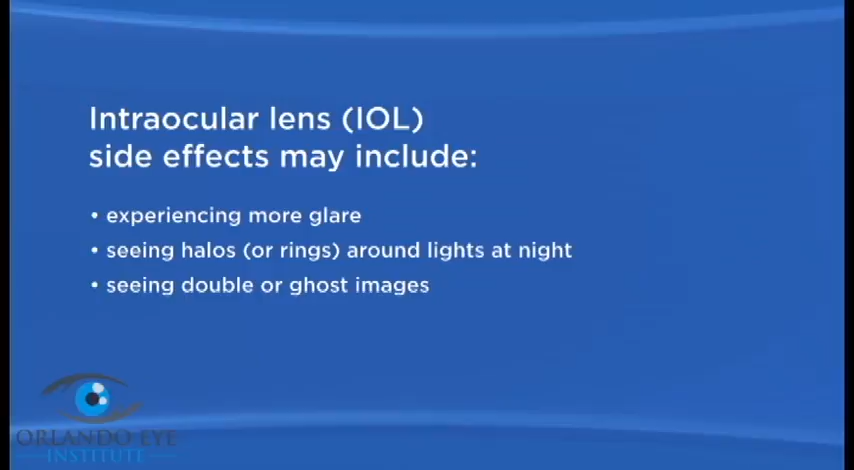 Intraocular lens (IOL)
side effects may include:
• experiencing more glare
• seeing halos (or rings) around lights at night
• seeing double or ghost images
ORLANDO EYE
INSTITUTE